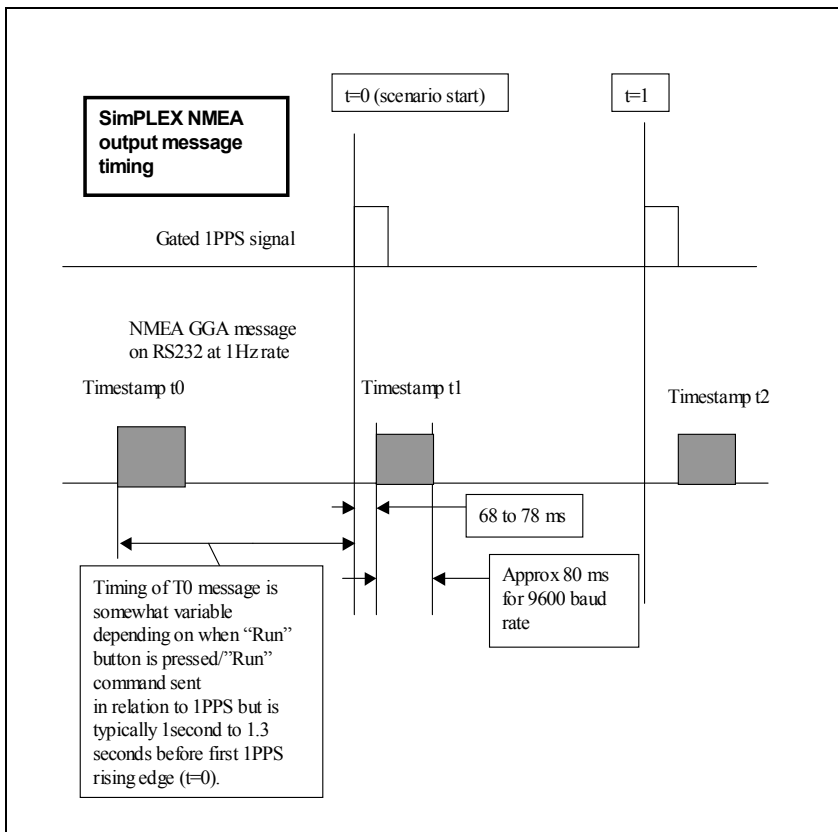 t=0 (scenario start)
t=1
SimPLEX NMEA
output message
timing
Gated 1PPS signal
NMEA GGA message
on RS232 at 1Hz rate
Timestamp t0
Timestamp t1
Timestamp t2
68 to 78 ms
Approx 80 ms
for 9600 baud
rate
Timing of T0 message is
somewhat variable
depending on when “Run”
button is pressed/”Run”
command sent
in relation to 1PPS but is
typically 1second to 1.3
seconds before first 1PPS
rising edge (t=0).